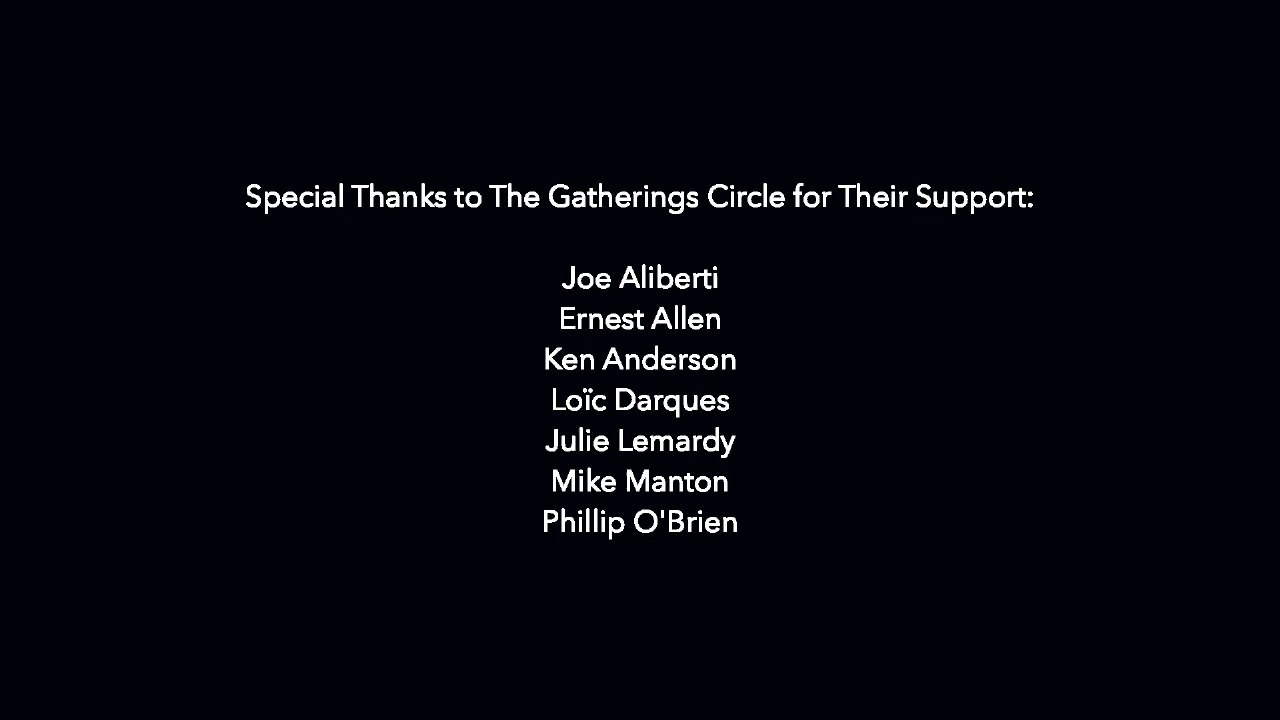 Special Thanks to The Gatherings Circle for Their Support:
Joe Aliberti
Ernest Allen
Ken Anderson
Loïc Darques
Julie Lemardy
Mike Manton
Phillip O'Brien